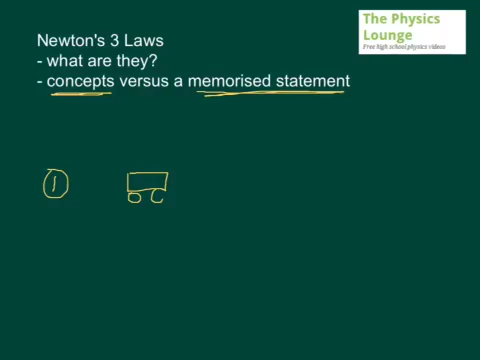 Newton's 3 Laws
- what are they?
- concepts versus a memorised statement
The Physics
Lounge
Free high school physics videos
1